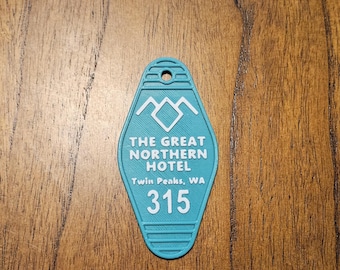 THE GREAT
NORTHERN
HOTEL
Twin Peaks, WA
315